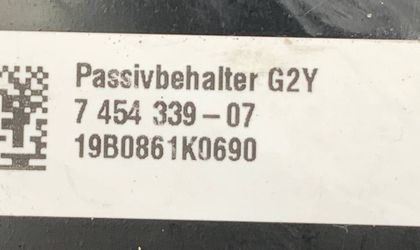 Passivbehalter G2Y
7 454 339 – 07
19B0861K0690